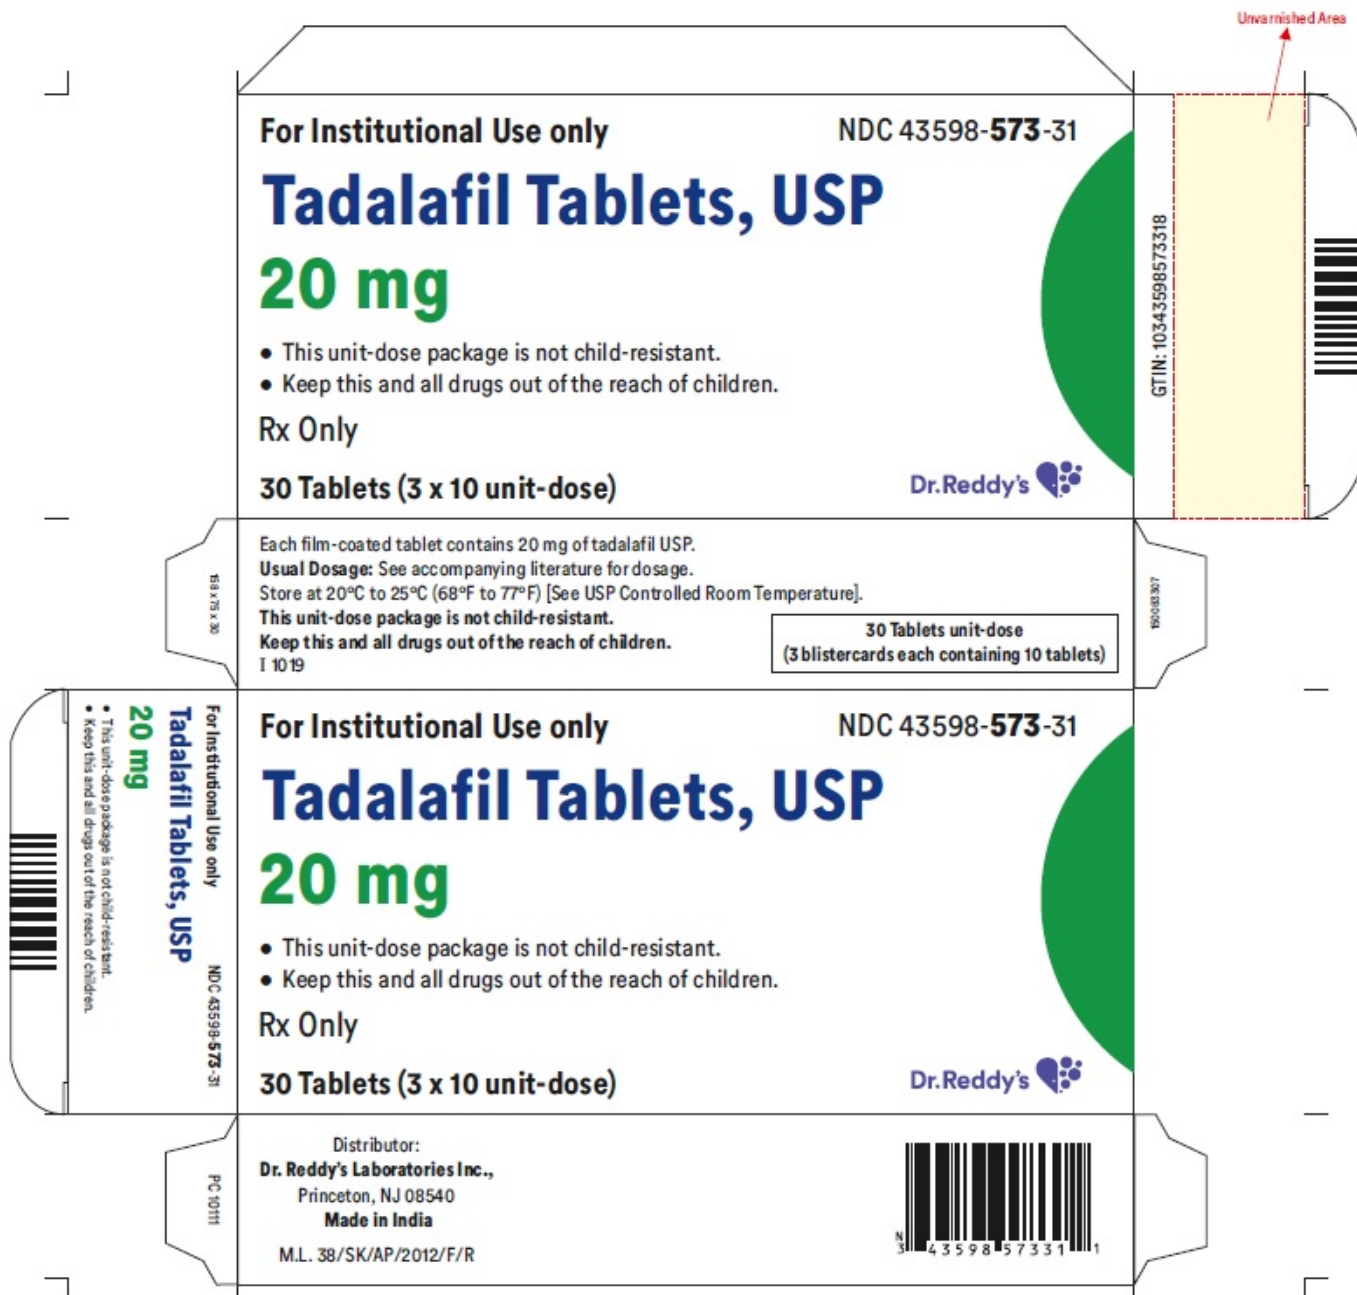 Unvarnished Area
For Institutional Use only
NDC 43598-573-31
Tadalafil Tablets, USP
20 mg
● This unit-dose package is not child-resistant.
● Keep this and all drugs out of the reach of children.
Rx Only
30 Tablets (3 x 10 unit-dose)
Dr.Reddy's
GTIN: 10343598573318
158 x 75 x 30
Each film-coated tablet contains 20 mg of tadalafil USP.
Usual Dosage: See accompanying literature for dosage.
Store at 20°C to 25°C (68°F to 77°F) [See USP Controlled Room Temperature].
This unit-dose package is not child-resistant.
Keep this and all drugs out of the reach of children.
I 1019
30 Tablets unit-dose
(3 blistercards each containing 10 tablets)
150083307
For Institutional Use only
NDC 43598-573-31
Tadalafil Tablets, USP
20 mg
● This unit-dose package is not child-resistant.
● Keep this and all drugs out of the reach of children.
For Institutional Use only
NDC 43598-573-31
Tadalafil Tablets, USP
20 mg
● This unit-dose package is not child-resistant.
● Keep this and all drugs out of the reach of children.
Rx Only
30 Tablets (3 x 10 unit-dose)
Dr.Reddy's
PC 10111
Distributor:
Dr. Reddy's Laboratories Inc.,
Princeton, NJ 08540
Made in India
M.L. 38/SK/AP/2012/F/R
N
3 43598 57331 1